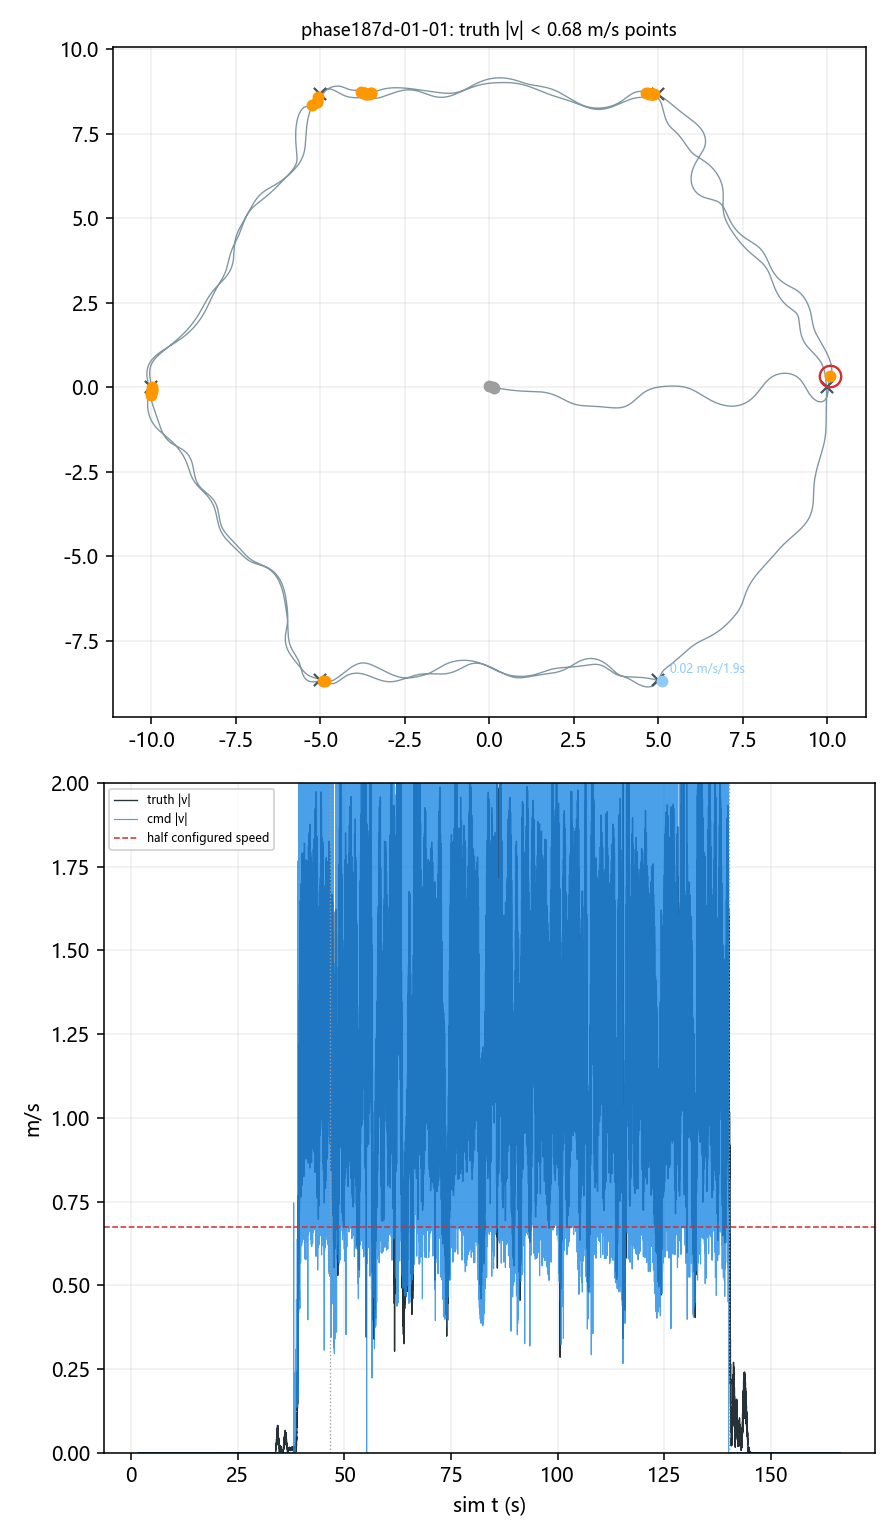 phase187d-01-01: truth |v| < 0.68 m/s points
10.0
7.5
5.0
2.5
0.0
-2.5
-5.0
-7.5
0.02 m/s/1.9s
-10.0 -7.5 -5.0 -2.5 0.0 2.5 5.0 7.5 10.0
2.00
truth |v|
cmd |v|
half configured speed
1.75
1.50
1.25
1.00
0.75
0.50
0.25
0.00
m/s
0 25 50 75 100 125 150
sim t (s)